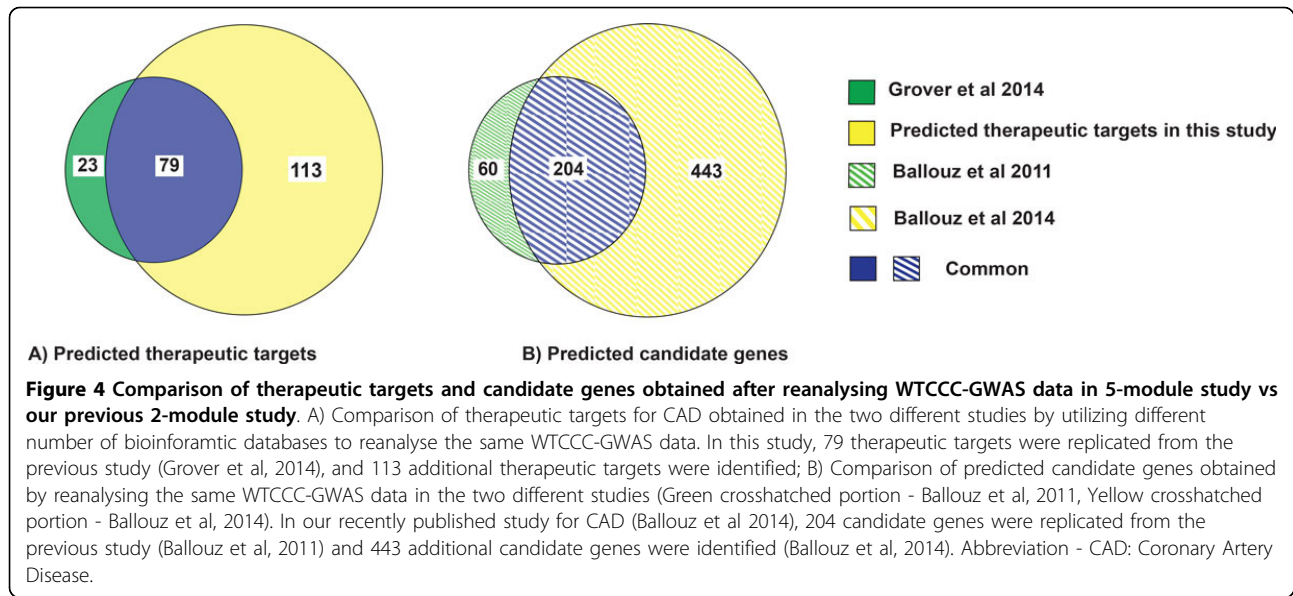 23
79
113
60
204
443
Grover et al 2014
Predicted therapeutic targets in this study
Ballouz et al 2011
Ballouz et al 2014
Common
A) Predicted therapeutic targets
B) Predicted candidate genes
Figure 4 Comparison of therapeutic targets and candidate genes obtained after reanalysing WTCCC-GWAS data in 5-module study vs
our previous 2-module study. A) Comparison of therapeutic targets for CAD obtained in the two different studies by utilizing different
number of bioinforamtic databases to reanalyse the same WTCCC-GWAS data. In this study, 79 therapeutic targets were replicated from the
previous study (Grover et al, 2014), and 113 additional therapeutic targets were identified; B) Comparison of predicted candidate genes obtained
by reanalysing the same WTCCC-GWAS data in the two different studies (Green crosshatched portion - Ballouz et al, 2011, Yellow crosshatched
portion - Ballouz et al, 2014). In our recently published study for CAD (Ballouz et al 2014), 204 candidate genes were replicated from the
previous study (Ballouz et al, 2011) and 443 additional candidate genes were identified (Ballouz et al, 2014). Abbreviation - CAD: Coronary Artery
Disease.